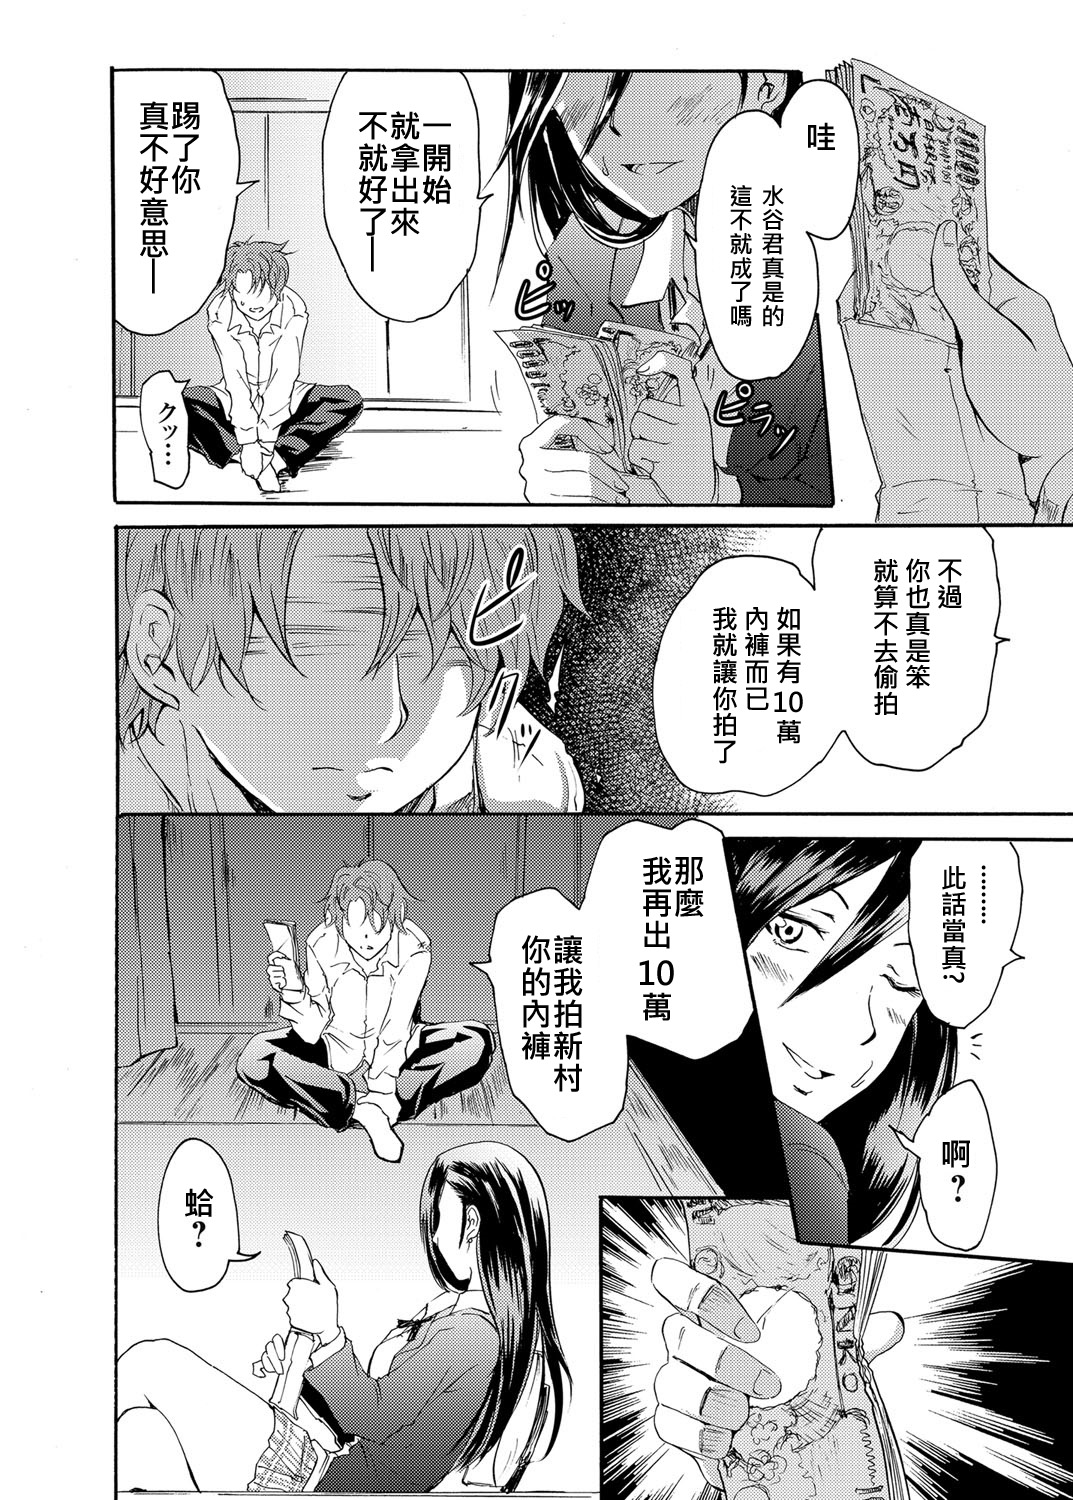 哇
水谷君真是的
這不就成了嗎
ピッ
ピラッ
一開始
就拿出來
不就好了ー
踢了你
真不好意思ー
クッ…
不過
你也真是笨
就算不去偷拍
如果有10萬
內褲而已
我就讓你拍了
ピクッ
………
此話當真?
啊?
那麼
我再出
10萬
讓我拍新村
你的內褲
蛤?